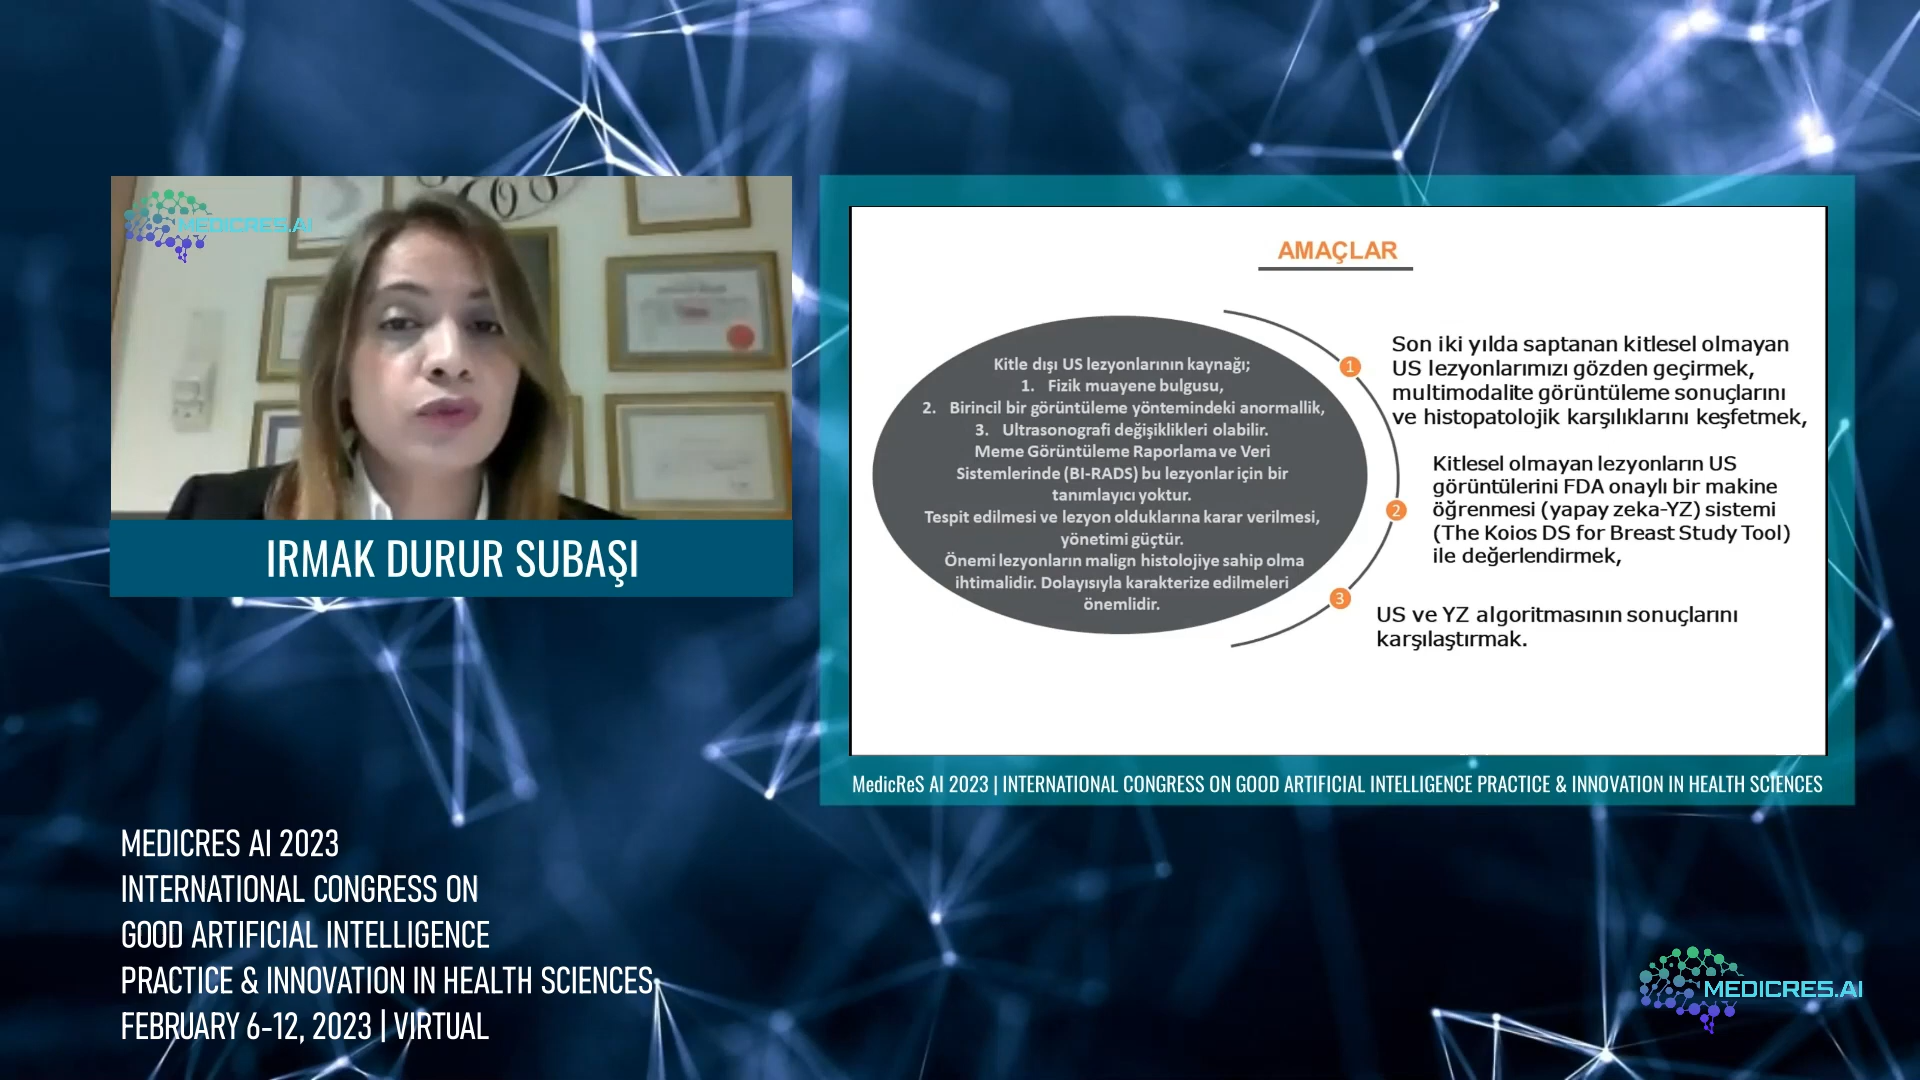 MEDICRES.AI
IRMAK DURUR SUBAŞI
AMAÇLAR
Kitle dışı US lezyonlarının kaynağı;
1. Fizik muayene bulgusu,
2. Birincil bir görüntüleme yöntemindeki anormallik,
3. Ultrasonografi değişiklikleri olabilir.
Meme Görüntüleme Raporlama ve Veri
Sistemlerinde (BI-RADS) bu lezyonlar için bir
tanımlayıcı yoktur.
Tespit edilmesi ve lezyon olduklarına karar verilmesi,
yönetimi güçtür.
Önemi lezyonların malign histolojiye sahip olma
ihtimalidir. Dolayısıyla karakterize edilmeleri
önemlidir.
1
Son iki yılda saptanan kitlesel olmayan
US lezyonlarımızı gözden geçirmek,
multimodalite görüntüleme sonuçlarını
ve histopatolojik karşılıklarını keşfetmek,
2
Kitlesel olmayan lezyonların US
görüntülerini FDA onaylı bir makine
öğrenmesi (yapay zeka-YZ) sistemi
(The Koios DS for Breast Study Tool)
ile değerlendirmek,
3
US ve YZ algoritmasının sonuçlarını
karşılaştırmak.
MedicReS AI 2023 | INTERNATIONAL CONGRESS ON GOOD ARTIFICIAL INTELLIGENCE PRACTICE & INNOVATION IN HEALTH SCIENCES
MEDICRES AI 2023
INTERNATIONAL CONGRESS ON
GOOD ARTIFICIAL INTELLIGENCE
PRACTICE & INNOVATION IN HEALTH SCIENCES
FEBRUARY 6-12, 2023 | VIRTUAL
MEDICRES.AI